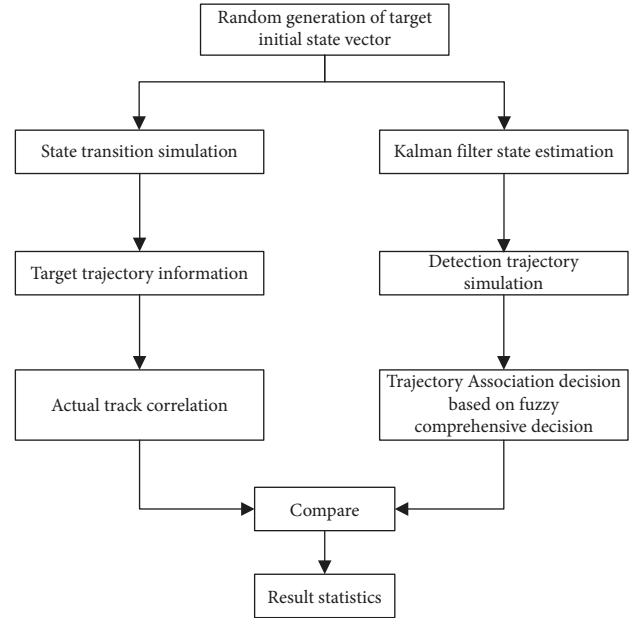 Random generation of target
initial state vector
State transition simulation
Kalman filter state estimation
Target trajectory information
Detection trajectory
simulation
Actual track correlation
Trajectory Association decision
based on fuzzy
comprehensive decision
Compare
Result statistics